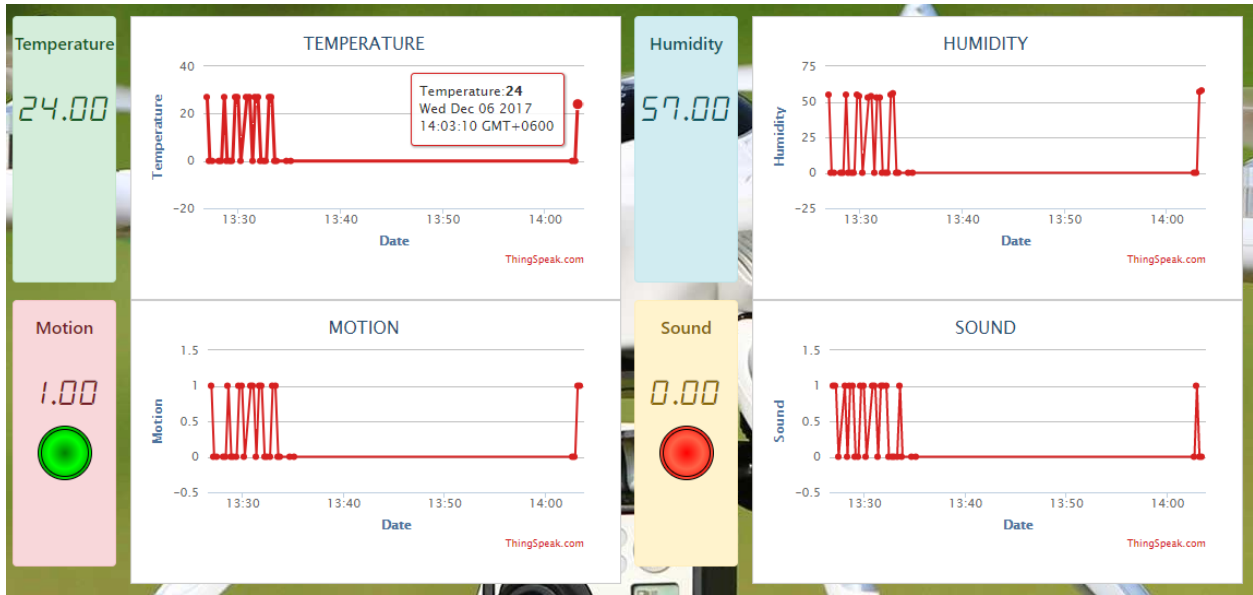 Temperature
24.00
TEMPERATURE
40
20
0
−20
Temperature
Temperature:24
Wed Dec 06 2017
14:03:10 GMT+0600
13:30 13:40 13:50 14:00
Date
ThingSpeak.com
Humidity
57.00
HUMIDITY
75
50
25
0
−25
Humidity
13:30 13:40 13:50 14:00
Date
ThingSpeak.com
Motion
1.00
MOTION
1.5
1
0.5
0
−0.5
Motion
13:30 13:40 13:50 14:00
Date
ThingSpeak.com
Sound
0.00
SOUND
1.5
1
0.5
0
−0.5
Sound
13:30 13:40 13:50 14:00
Date
ThingSpeak.com